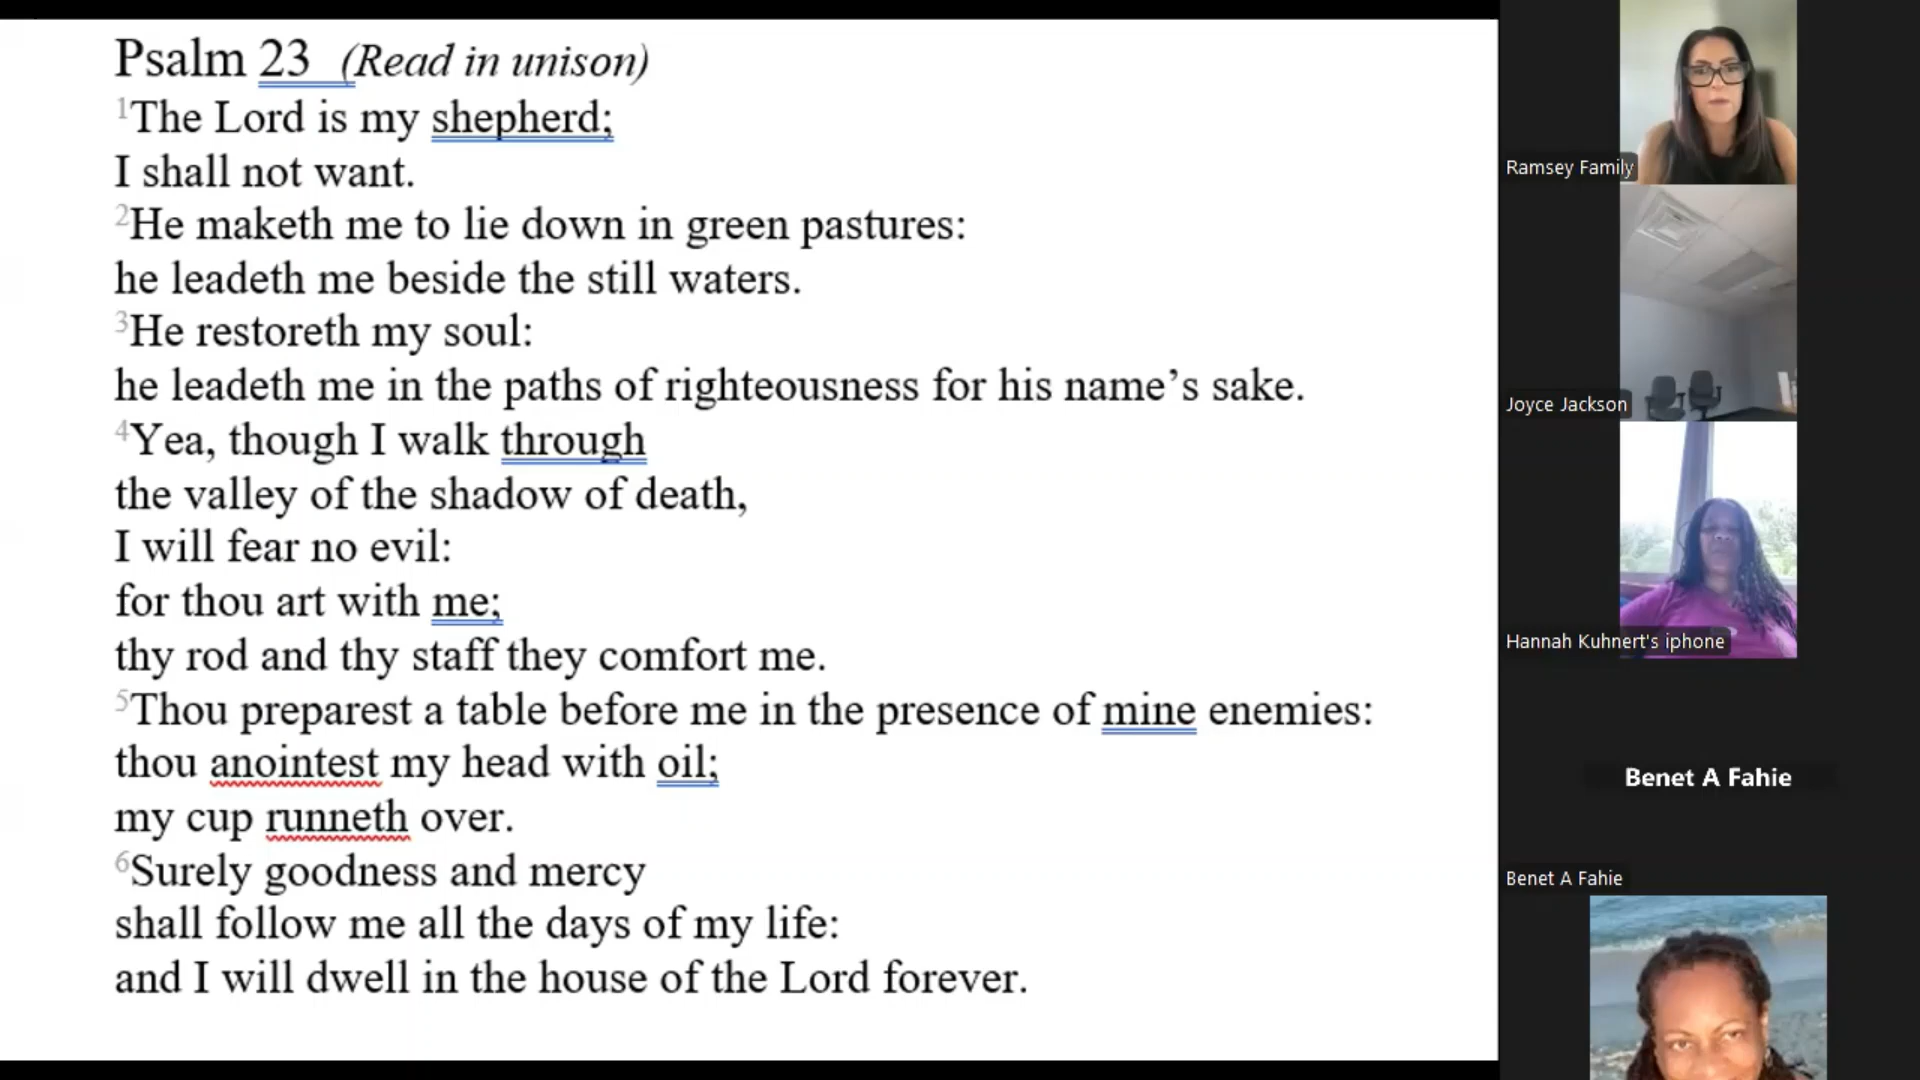 Psalm 23 (Read in unison)
1The Lord is my shepherd;
I shall not want.
2He maketh me to lie down in green pastures:
he leadeth me beside the still waters.
3He restoreth my soul:
he leadeth me in the paths of righteousness for his name’s sake.
4Yea, though I walk through
the valley of the shadow of death,
I will fear no evil:
for thou art with me;
thy rod and thy staff they comfort me.
5Thou preparest a table before me in the presence of mine enemies:
thou anointest my head with oil;
my cup runneth over.
6Surely goodness and mercy
shall follow me all the days of my life:
and I will dwell in the house of the Lord forever.
Ramsey Family
Joyce Jackson
Hannah Kuhnert's iphone
Benet A Fahie
Benet A Fahie